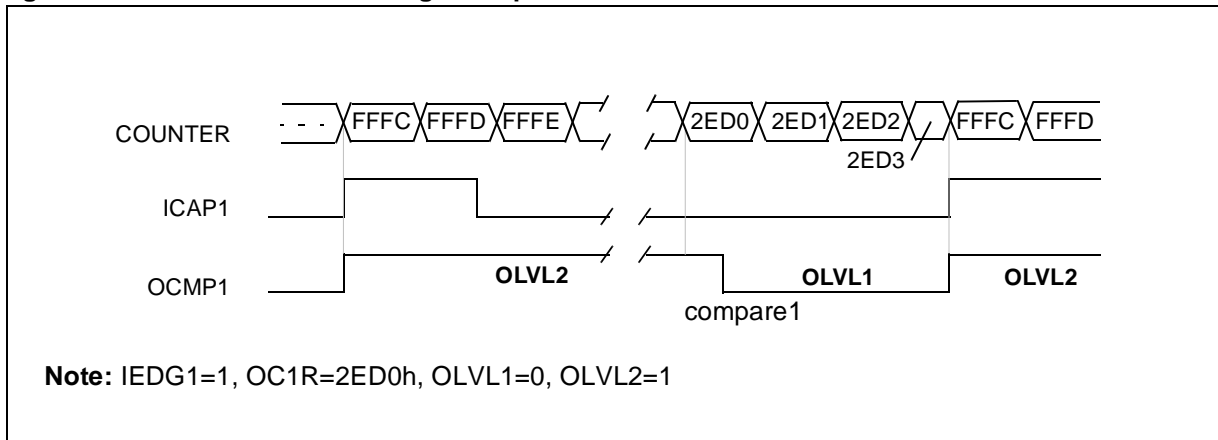 COUNTER - - - FFFC FFFD FFFE 2ED0 2ED1 2ED2 FFFC FFFD
2ED3
ICAP1
OCMP1 OLVL2 OLVL1 OLVL2
compare1
Note: IEDG1=1, OC1R=2ED0h, OLVL1=0, OLVL2=1